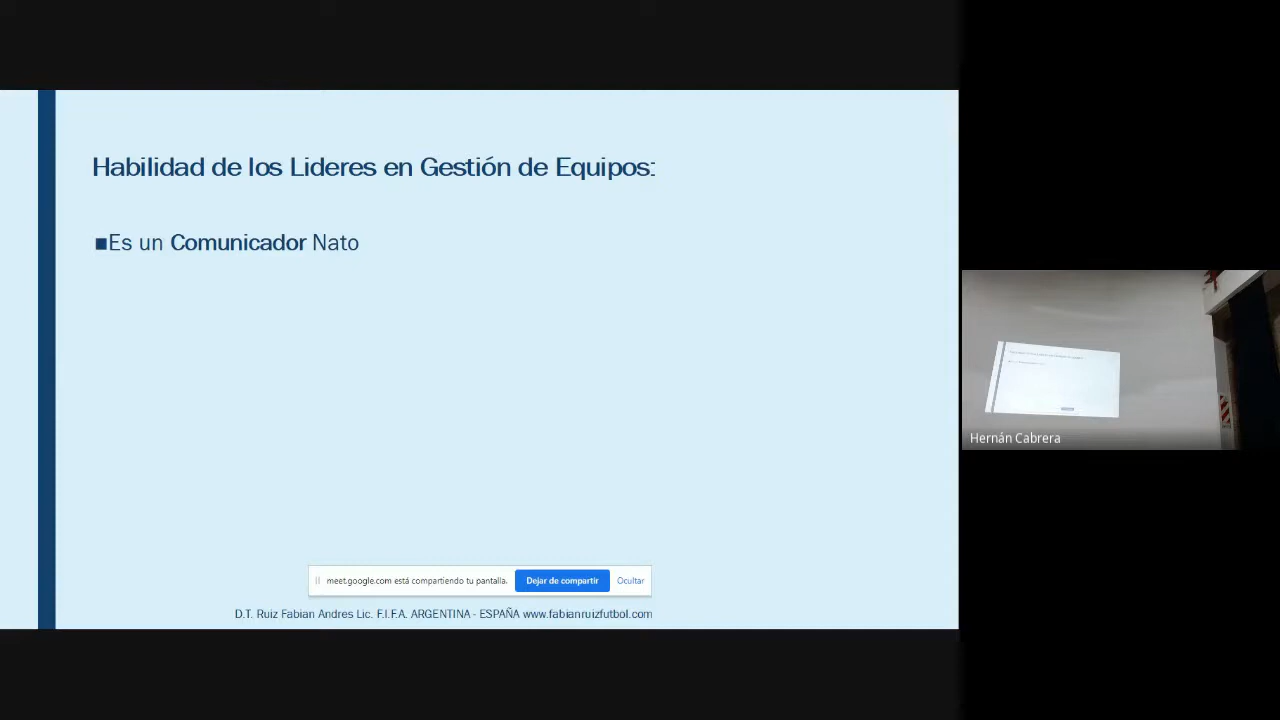 Habilidad de los Lideres en Gestión de Equipos:
■Es un Comunicador Nato
meet.google.com está compartiendo tu pantalla.
Dejar de compartir
Ocultar
D.T. Ruiz Fabian Andres Lic. F.I.F.A. ARGENTINA - ESPAÑA www.fabianruizfutbol.com
Hernán Cabrera